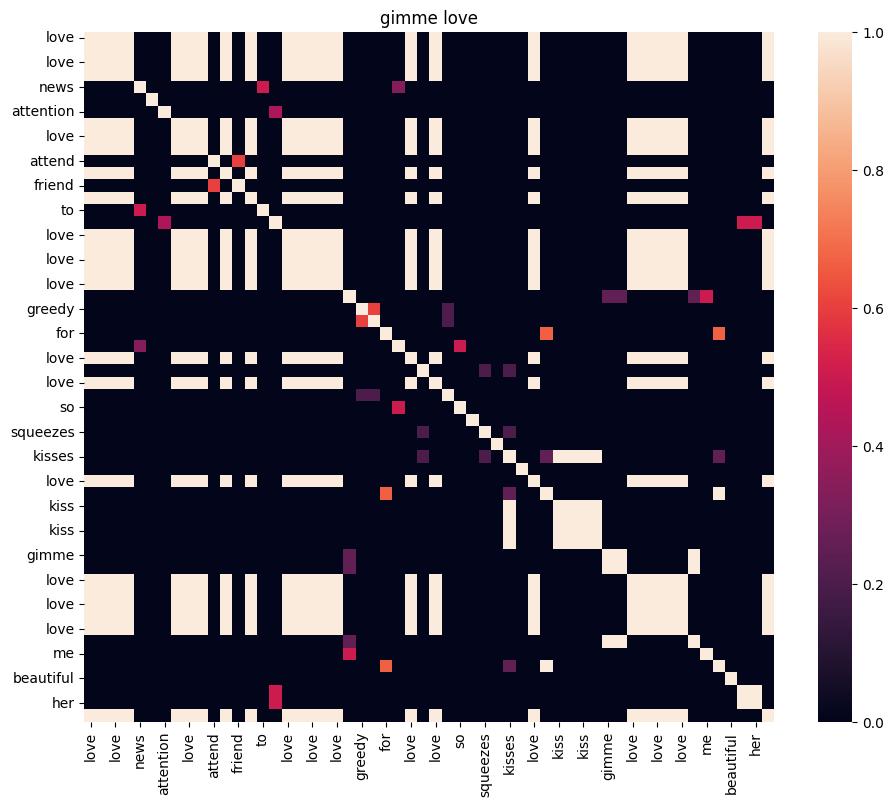 gimme love
love
love
news
attention
love
attend
friend
to
love
love
love
greedy
for
love
love
so
squeezes
kisses
love
kiss
kiss
gimme
love
love
love
me
beautiful
her
1.0
0.8
0.6
0.4
0.2
0.0
love
love
news
attention
love
attend
friend
to
love
love
love
greedy
for
love
love
so
squeezes
kisses
love
kiss
kiss
gimme
love
love
love
me
beautiful
her